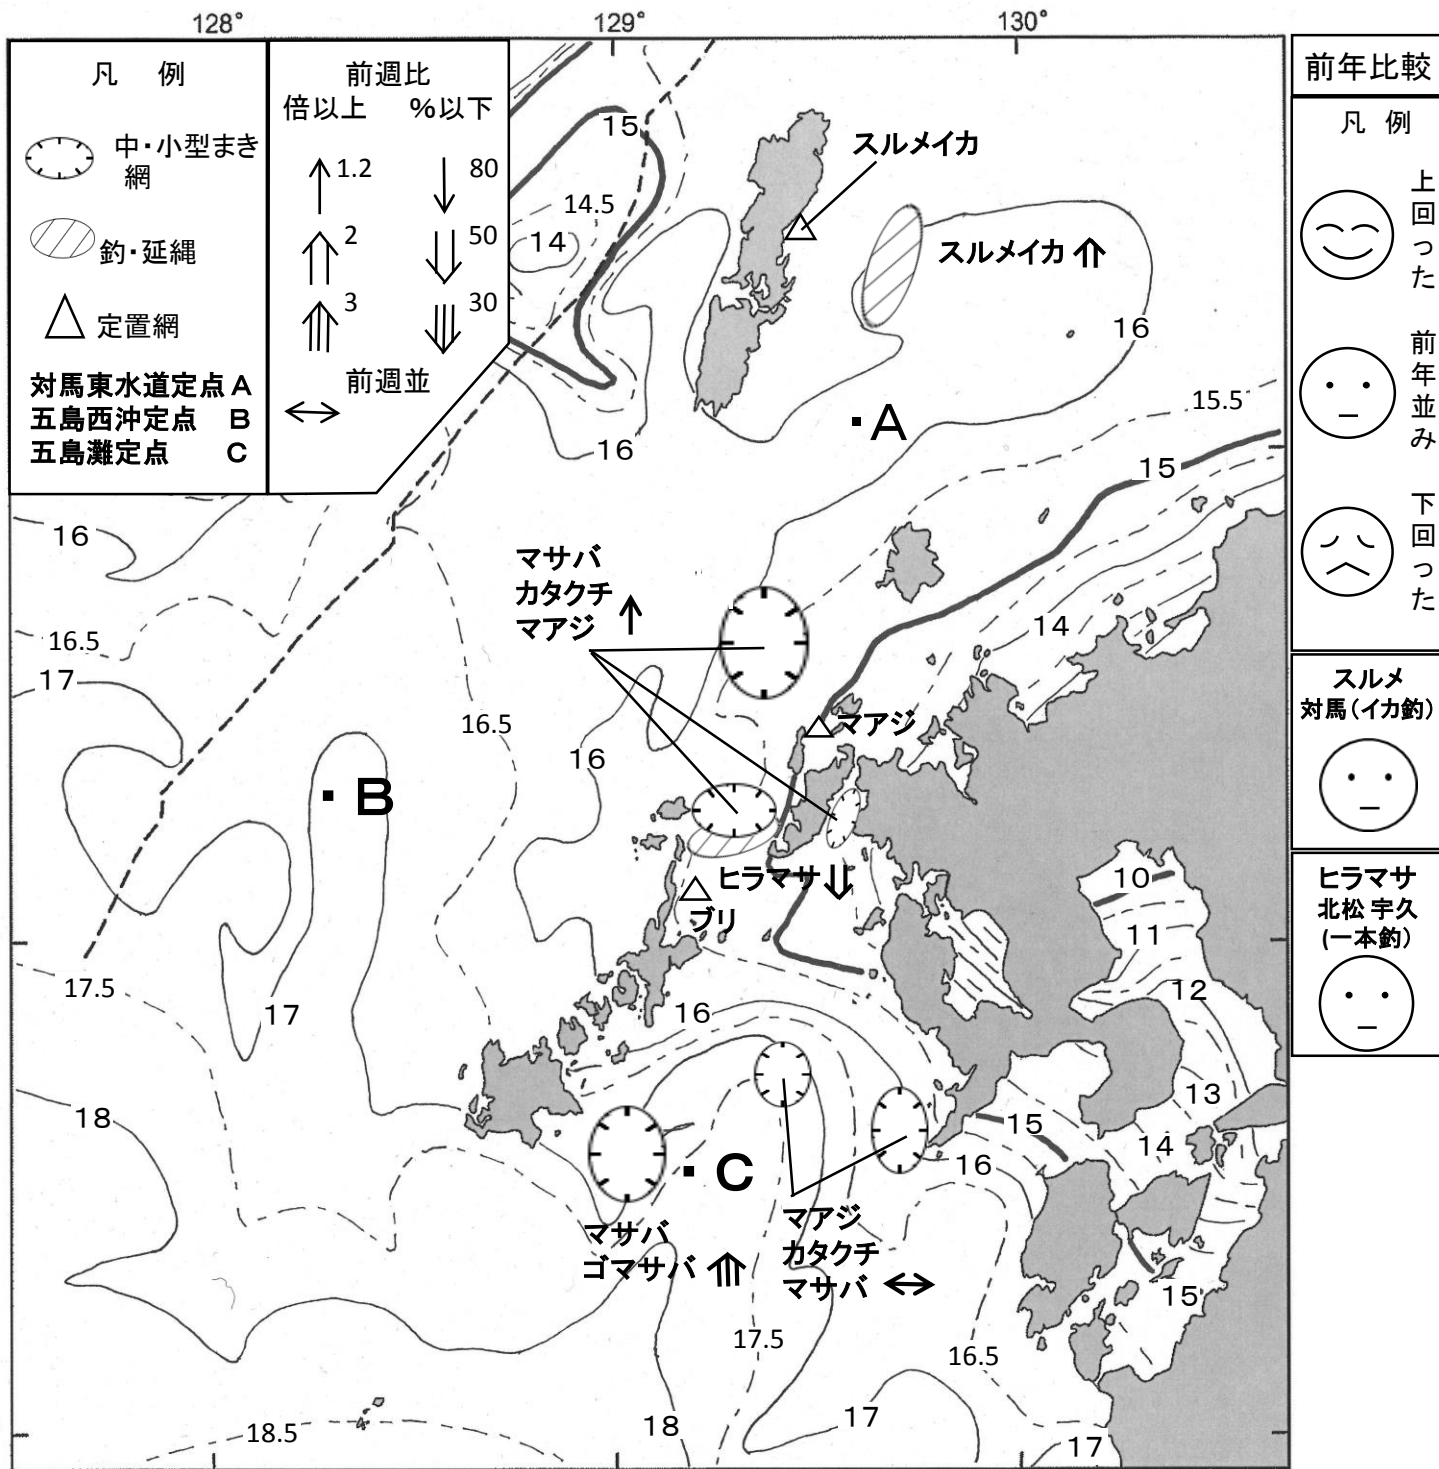 128°
129°
130°
凡 例
中・小型まき
網
釣・延縄
定置網
対馬東水道定点 A
五島西沖定点 B
五島灘定点 C
前週比
倍以上 %以下
1.2 80
2 50
3 30
前週並
前年比較
凡 例
上回った
前年並み
下回った
スルメ
対馬(イカ釣)
ヒラマサ
北松 宇久
(一本釣)
15
14.5
14
スルメイカ
スルメイカ
16
16
A
15.5
15
16
マサバ
カタクチ
マアジ
14
16.5
17
16.5
16
マアジ
B
ヒラマサ
ブリ
10
11
12
17.5
17
16
13
18
15
14
16
C
マサバ
ゴマサバ
マアジ
カタクチ
マサバ
15
17.5
16.5
18
17
18.5
17